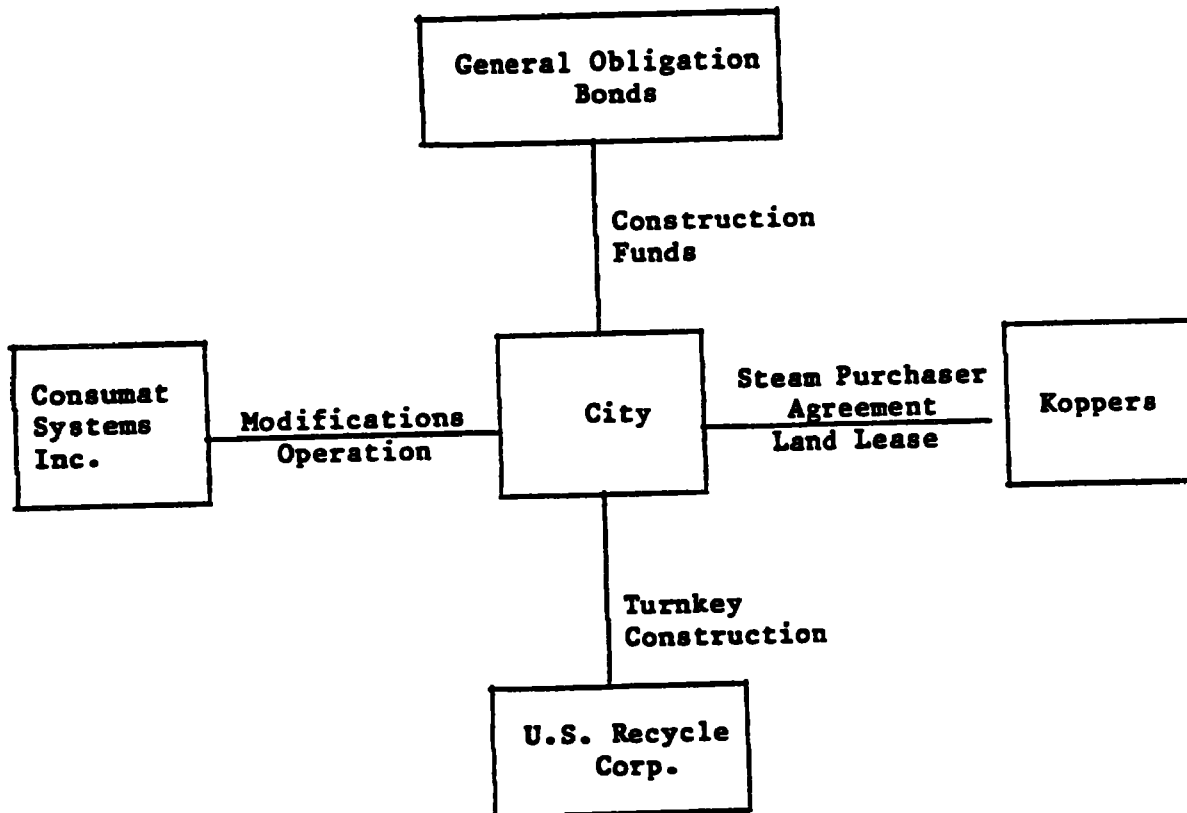 General Obligation
Bonds
Construction
Funds
Consumat
Systems
Inc.
Modifications
Operation
City
Steam Purchaser
Agreement
Land Lease
Koppers
Turnkey
Construction
U.S. Recycle
Corp.